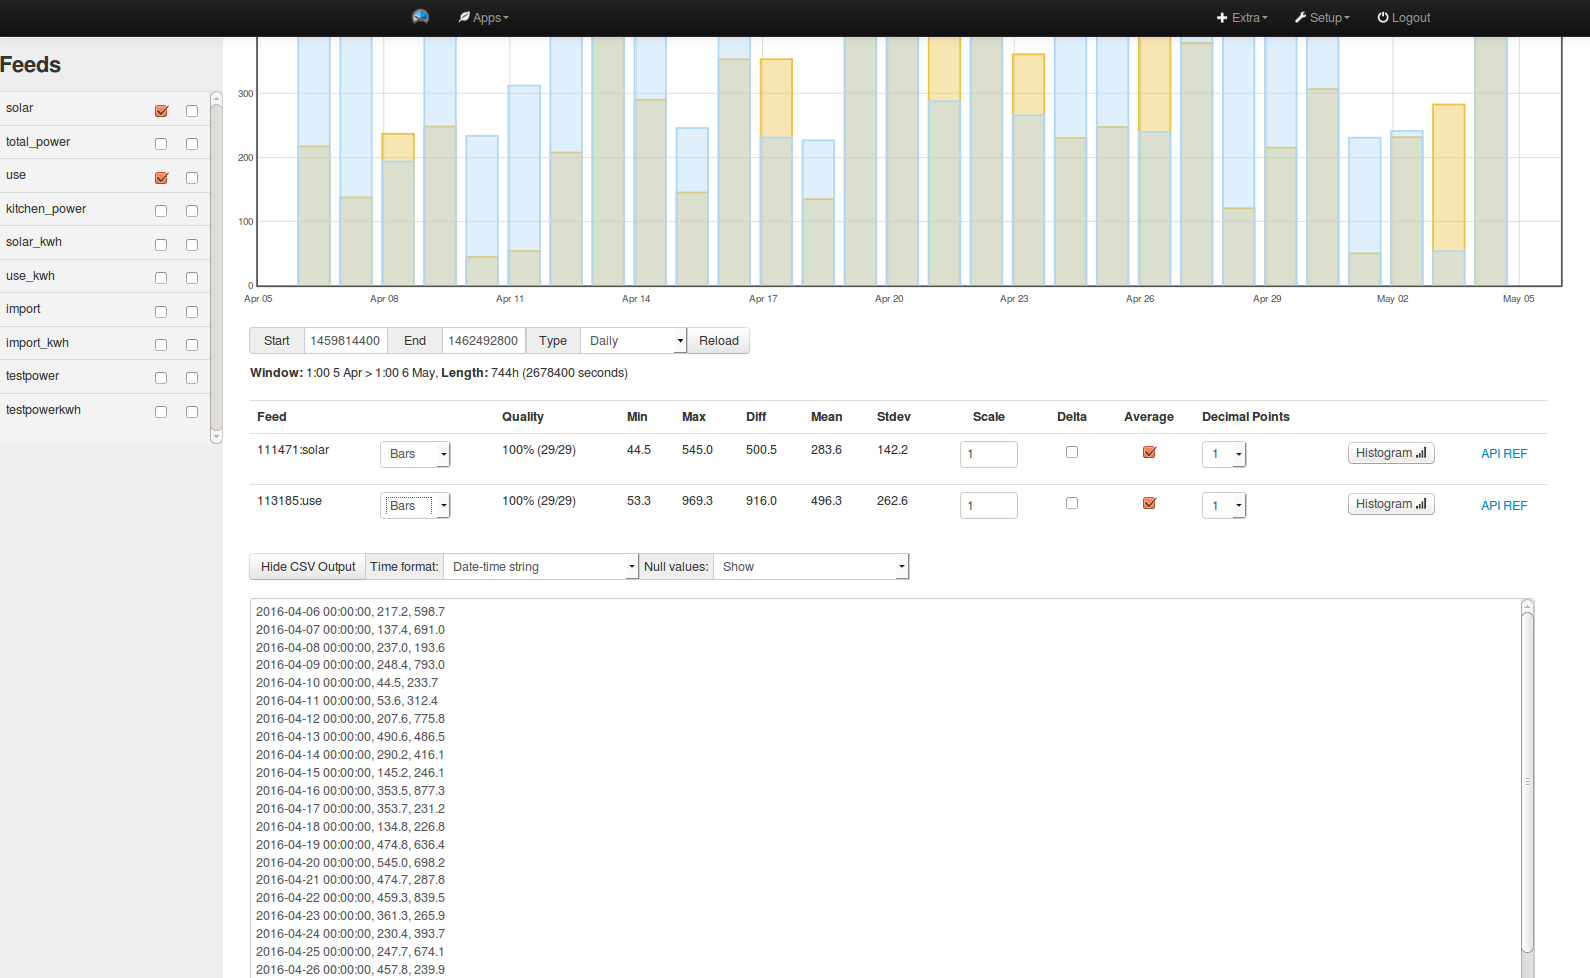 Apps
Extra
Setup
Logout
Feeds
solar
total_power
use
kitchen_power
solar_kwh
use_kwh
import
import_kwh
testpower
testpowerkwh
300
200
100
0
Apr 05 Apr 08 Apr 11 Apr 14 Apr 17 Apr 20 Apr 23 Apr 26 Apr 29 May 02 May 05
Start 1459814400 End 1462492800 Type Daily Reload
Window: 1:00 5 Apr > 1:00 6 May, Length: 744h (2678400 seconds)
Feed Quality Min Max Diff Mean Stdev Scale Delta Average Decimal Points
111471:solar Bars 100% (29/29) 44.5 545.0 500.5 283.6 142.2 1 1 Histogram API REF
113185:use Bars 100% (29/29) 53.3 969.3 916.0 496.3 262.6 1 1 Histogram API REF
Hide CSV Output Time format: Date-time string Null values: Show
2016-04-06 00:00:00, 217.2, 598.7
2016-04-07 00:00:00, 137.4, 691.0
2016-04-08 00:00:00, 237.0, 193.6
2016-04-09 00:00:00, 248.4, 793.0
2016-04-10 00:00:00, 44.5, 233.7
2016-04-11 00:00:00, 53.6, 312.4
2016-04-12 00:00:00, 207.6, 775.8
2016-04-13 00:00:00, 490.6, 486.5
2016-04-14 00:00:00, 290.2, 416.1
2016-04-15 00:00:00, 145.2, 246.1
2016-04-16 00:00:00, 353.5, 877.3
2016-04-17 00:00:00, 353.7, 231.2
2016-04-18 00:00:00, 134.8, 226.8
2016-04-19 00:00:00, 474.8, 636.4
2016-04-20 00:00:00, 545.0, 698.2
2016-04-21 00:00:00, 474.7, 287.8
2016-04-22 00:00:00, 459.3, 839.5
2016-04-23 00:00:00, 361.3, 265.9
2016-04-24 00:00:00, 230.4, 393.7
2016-04-25 00:00:00, 247.7, 674.1
2016-04-26 00:00:00, 457.8, 239.9